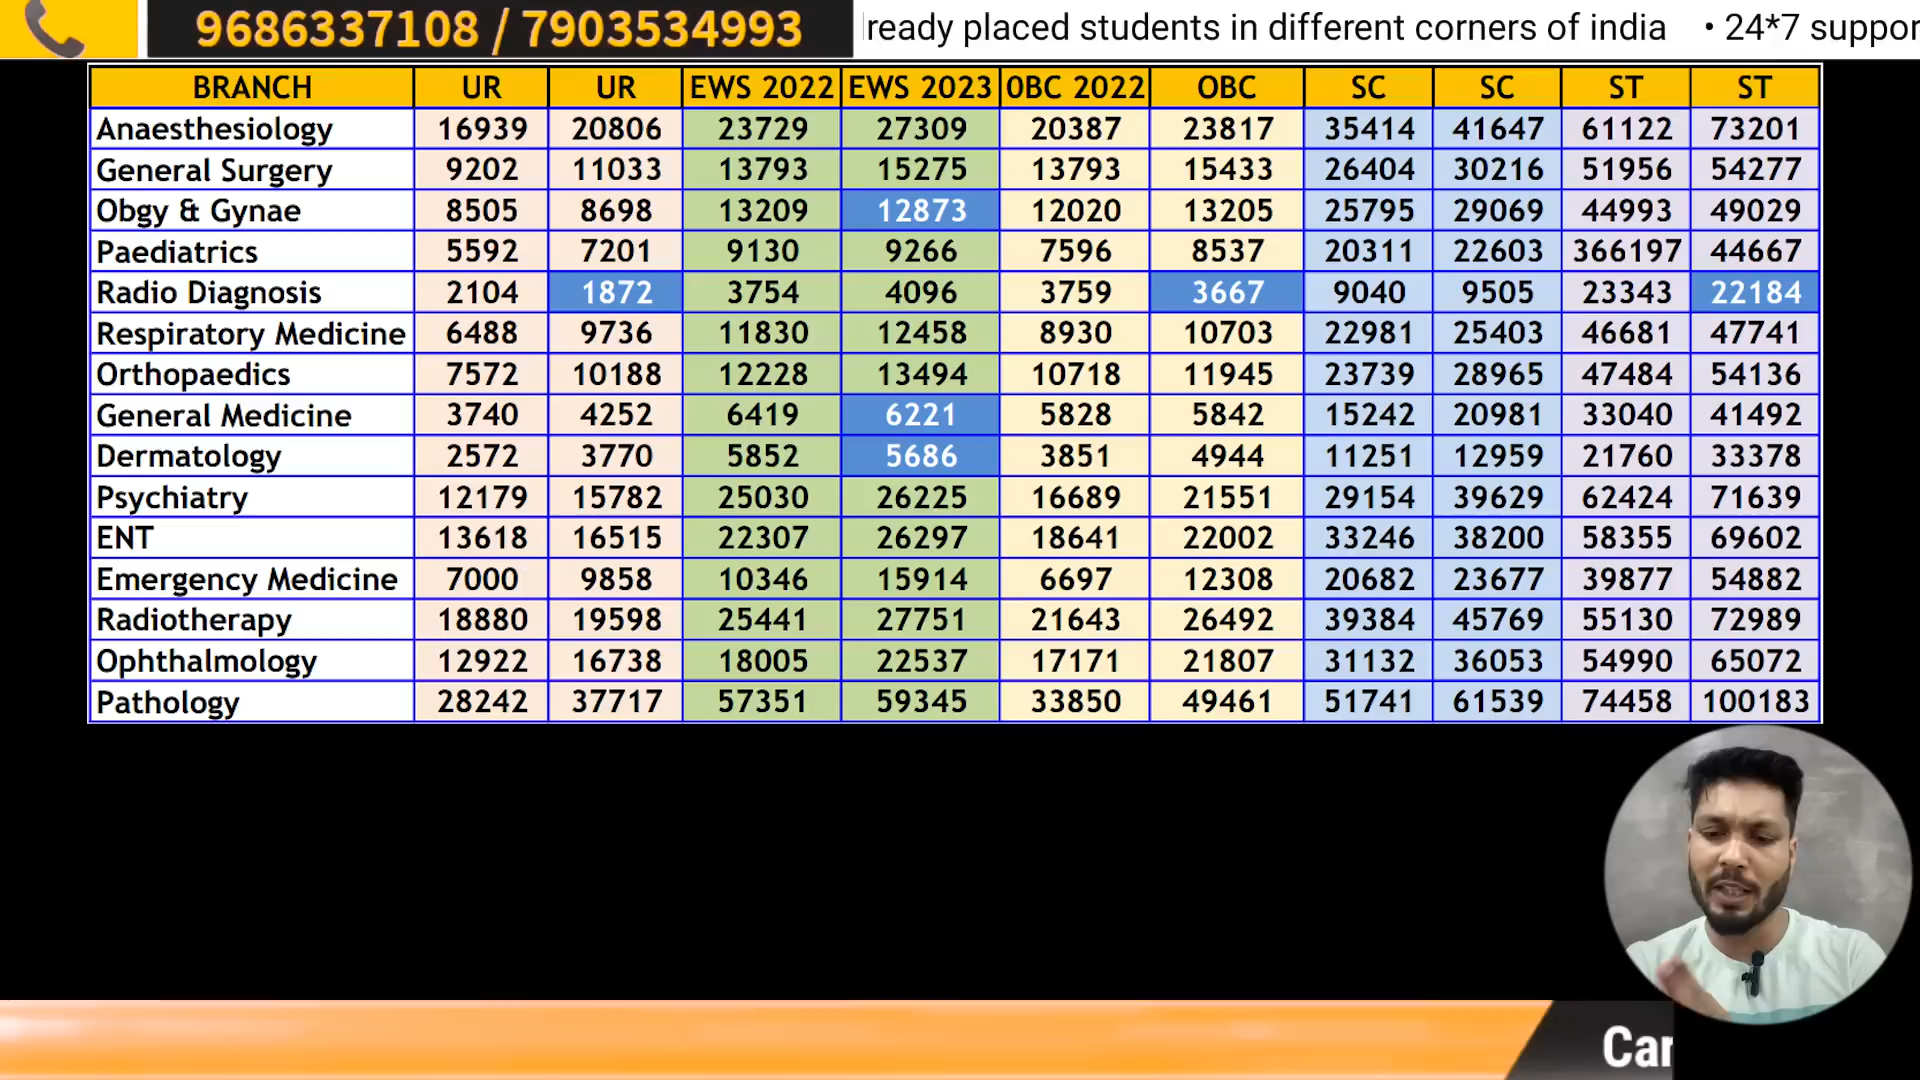 9686337108 / 7903534993
ready placed students in different corners of india • 24*7 suppor
BRANCH UR UR EWS 2022 EWS 2023 0BC 2022 OBC SC SC ST ST
Anaesthesiology 16939 20806 23729 27309 20387 23817 35414 41647 61122 73201
General Surgery 9202 11033 13793 15275 13793 15433 26404 30216 51956 54277
Obgy & Gynae 8505 8698 13209 12873 12020 13205 25795 29069 44993 49029
Paediatrics 5592 7201 9130 9266 7596 8537 20311 22603 366197 44667
Radio Diagnosis 2104 1872 3754 4096 3759 3667 9040 9505 23343 22184
Respiratory Medicine 6488 9736 11830 12458 8930 10703 22981 25403 46681 47741
Orthopaedics 7572 10188 12228 13494 10718 11945 23739 28965 47484 54136
General Medicine 3740 4252 6419 6221 5828 5842 15242 20981 33040 41492
Dermatology 2572 3770 5852 5686 3851 4944 11251 12959 21760 33378
Psychiatry 12179 15782 25030 26225 16689 21551 29154 39629 62424 71639
ENT 13618 16515 22307 26297 18641 22002 33246 38200 58355 69602
Emergency Medicine 7000 9858 10346 15914 6697 12308 20682 23677 39877 54882
Radiotherapy 18880 19598 25441 27751 21643 26492 39384 45769 55130 72989
Ophthalmology 12922 16738 18005 22537 17171 21807 31132 36053 54990 65072
Pathology 28242 37717 57351 59345 33850 49461 51741 61539 74458 100183
Car